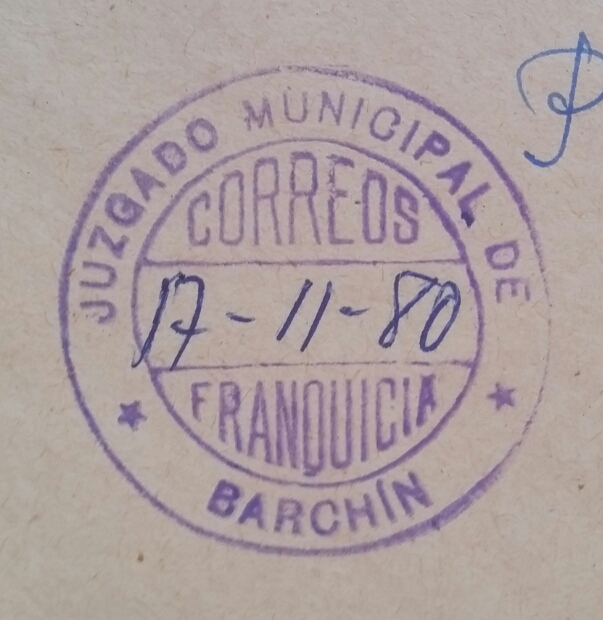 JUZGADO MUNICIPAL DE
CORREOS
17-11-80
FRANQUICIA
BARCHÍN